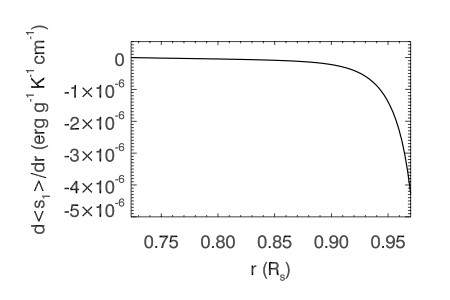 d<s₁>/dr (erg g⁻¹ K⁻¹ cm⁻¹)
0
-1×10⁻⁶
-2×10⁻⁶
-3×10⁻⁶
-4×10⁻⁶
-5×10⁻⁶
0.75 0.80 0.85 0.90 0.95
r (Rₛ)